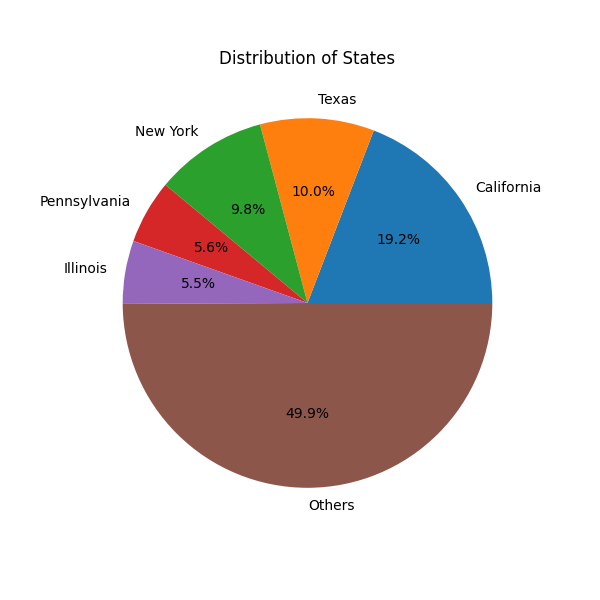 Distribution of States
Texas
New York
California
Pennsylvania
Illinois
10.0%
9.8%
19.2%
5.6%
5.5%
49.9%
Others